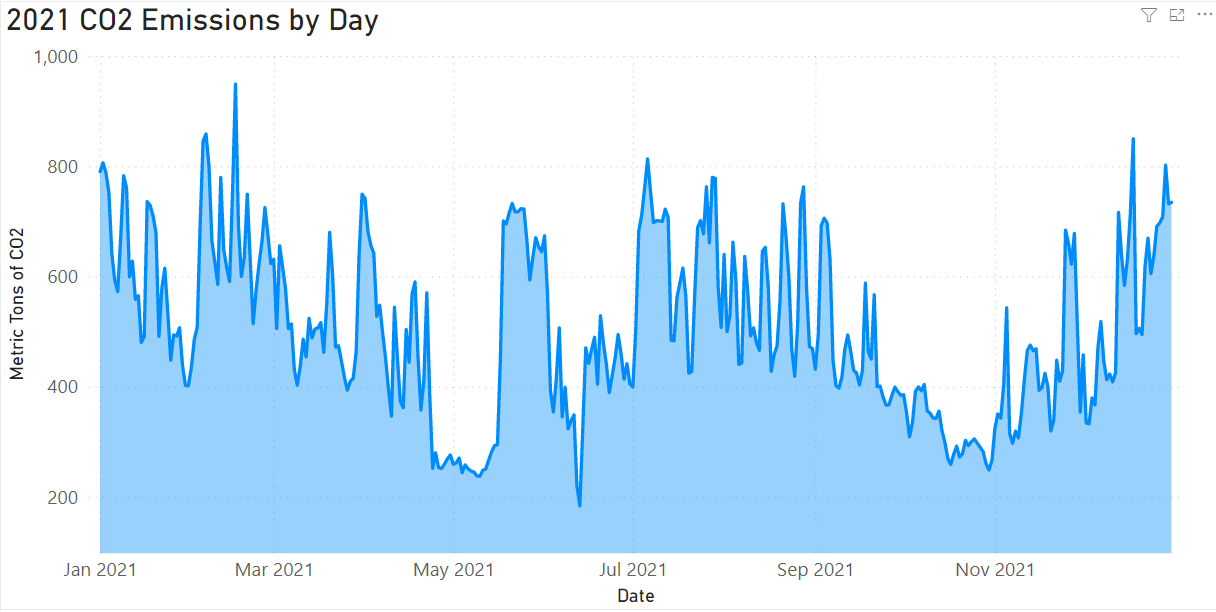 2021 CO2 Emissions by Day
1,000
800
600
400
200
Metric Tons of CO2
Jan 2021 Mar 2021 May 2021 Jul 2021 Sep 2021 Nov 2021
Date